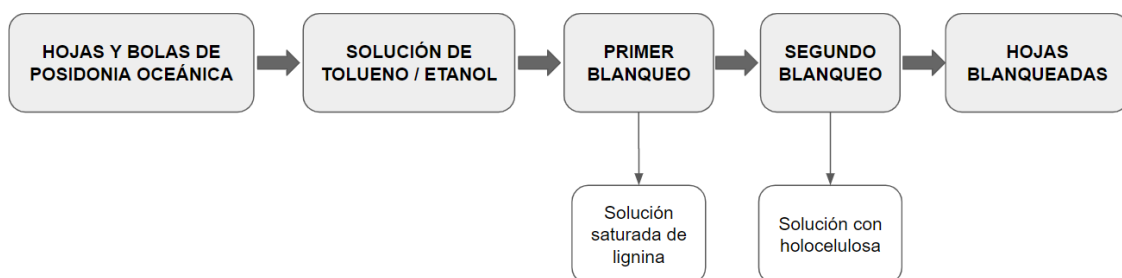 HOJAS Y BOLAS DE
POSIDONIA OCEÁNICA
SOLUCIÓN DE
TOLUENO / ETANOL
PRIMER
BLANQUEO
SEGUNDO
BLANQUEO
HOJAS
BLANQUEADAS
Solución
saturada de
lignina
Solución con
holocelulosa